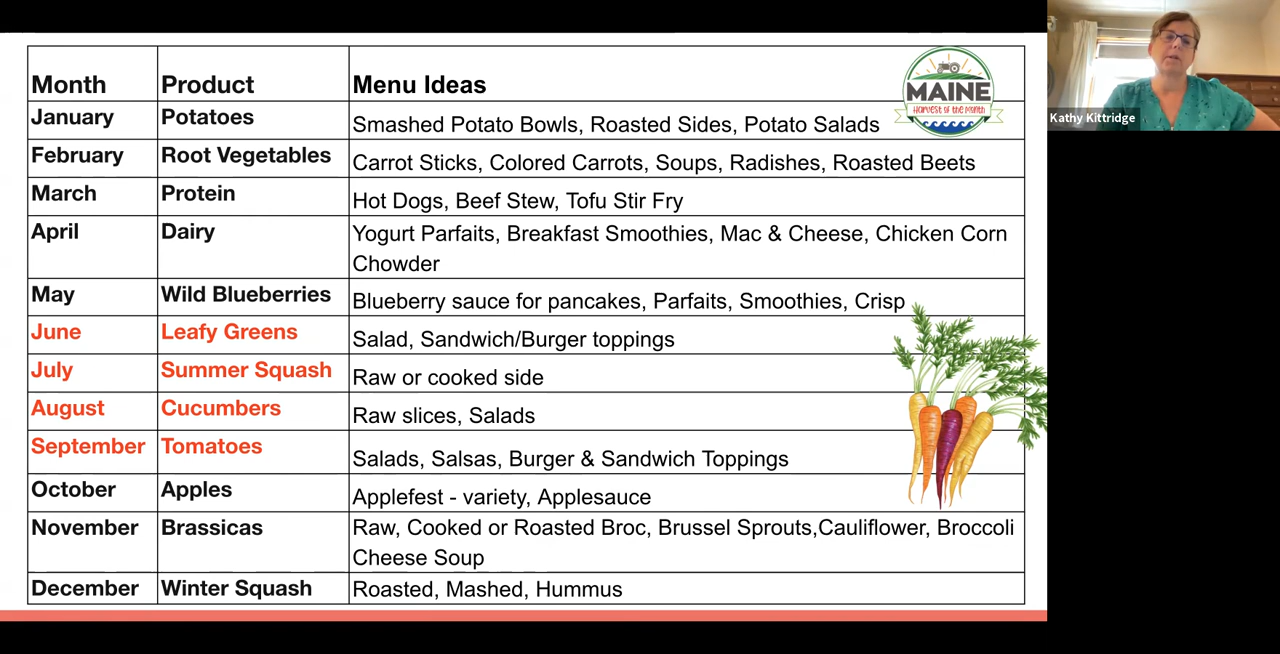 Month Product Menu Ideas
MAINE
Harvest of the Month
Kathy Kittridge
January Potatoes Smashed Potato Bowls, Roasted Sides, Potato Salads
February Root Vegetables Carrot Sticks, Colored Carrots, Soups, Radishes, Roasted Beets
March Protein Hot Dogs, Beef Stew, Tofu Stir Fry
April Dairy Yogurt Parfaits, Breakfast Smoothies, Mac & Cheese, Chicken Corn
Chowder
May Wild Blueberries Blueberry sauce for pancakes, Parfaits, Smoothies, Crisp
June Leafy Greens Salad, Sandwich/Burger toppings
July Summer Squash Raw or cooked side
August Cucumbers Raw slices, Salads
September Tomatoes Salads, Salsas, Burger & Sandwich Toppings
October Apples Applefest - variety, Applesauce
November Brassicas Raw, Cooked or Roasted Broc, Brussel Sprouts,Cauliflower, Broccoli
Cheese Soup
December Winter Squash Roasted, Mashed, Hummus